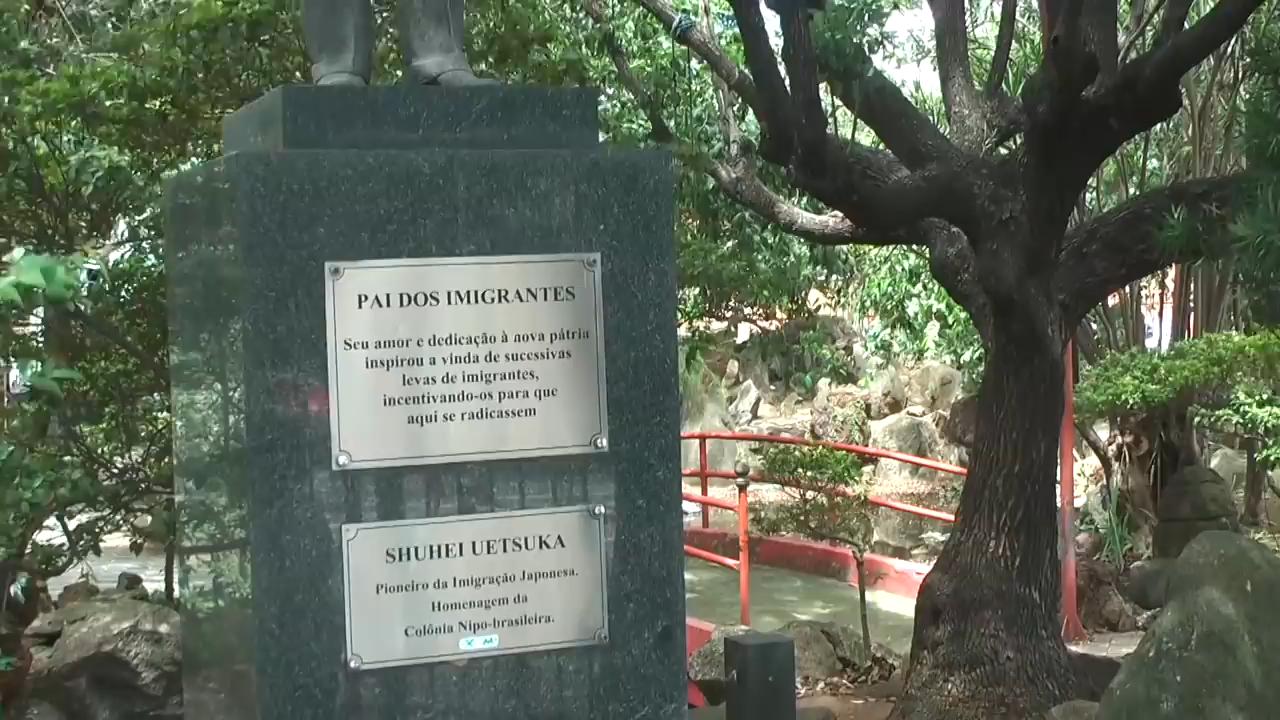 PAI DOS IMIGRANTES
Seu amor e dedicação à nova pátria
inspirou a vinda de sucessivas
levas de imigrantes,
incentivando-os para que
aqui se radicassem
SHUHEI UETSUKA
Pioneiro da Imigração Japonesa.
Homenagem da
Colônia Nipo-brasileira.